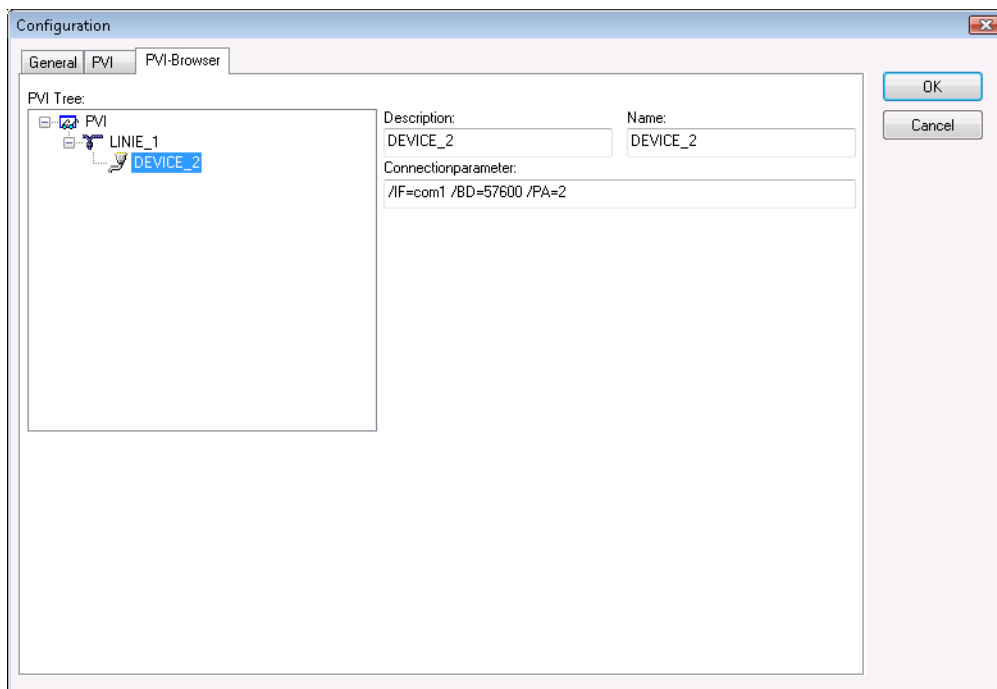 Configuration
General PVI PVI-Browser
OK
Cancel
PVI Tree:
PVI
LINIE_1
DEVICE_2
Description: Name:
DEVICE_2 DEVICE_2
Connectionparameter:
/IF=com1 /BD=57600 /PA=2